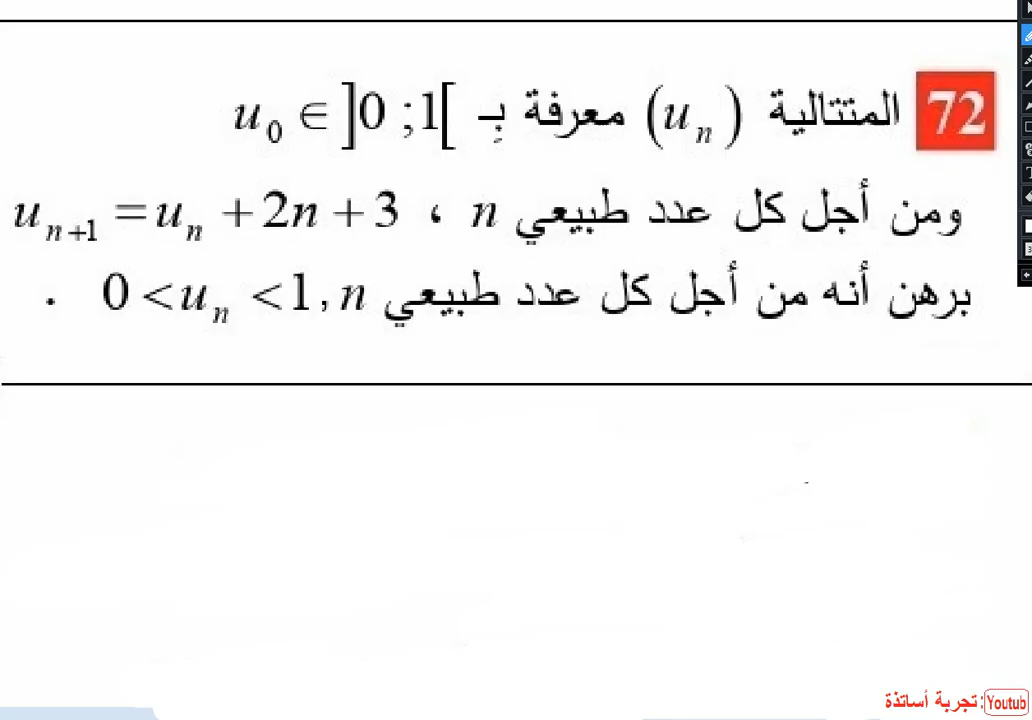 72 المتتالية (u_n) معرفة بـِ u_0 ∈ ]0 ;1[
ومن أجل كل عدد طبيعي n ، u_{n+1} = u_n + 2n + 3
برهن أنه من أجل كل عدد طبيعي n, 0 < u_n < 1 .
Youtub: تجربة أساتذة